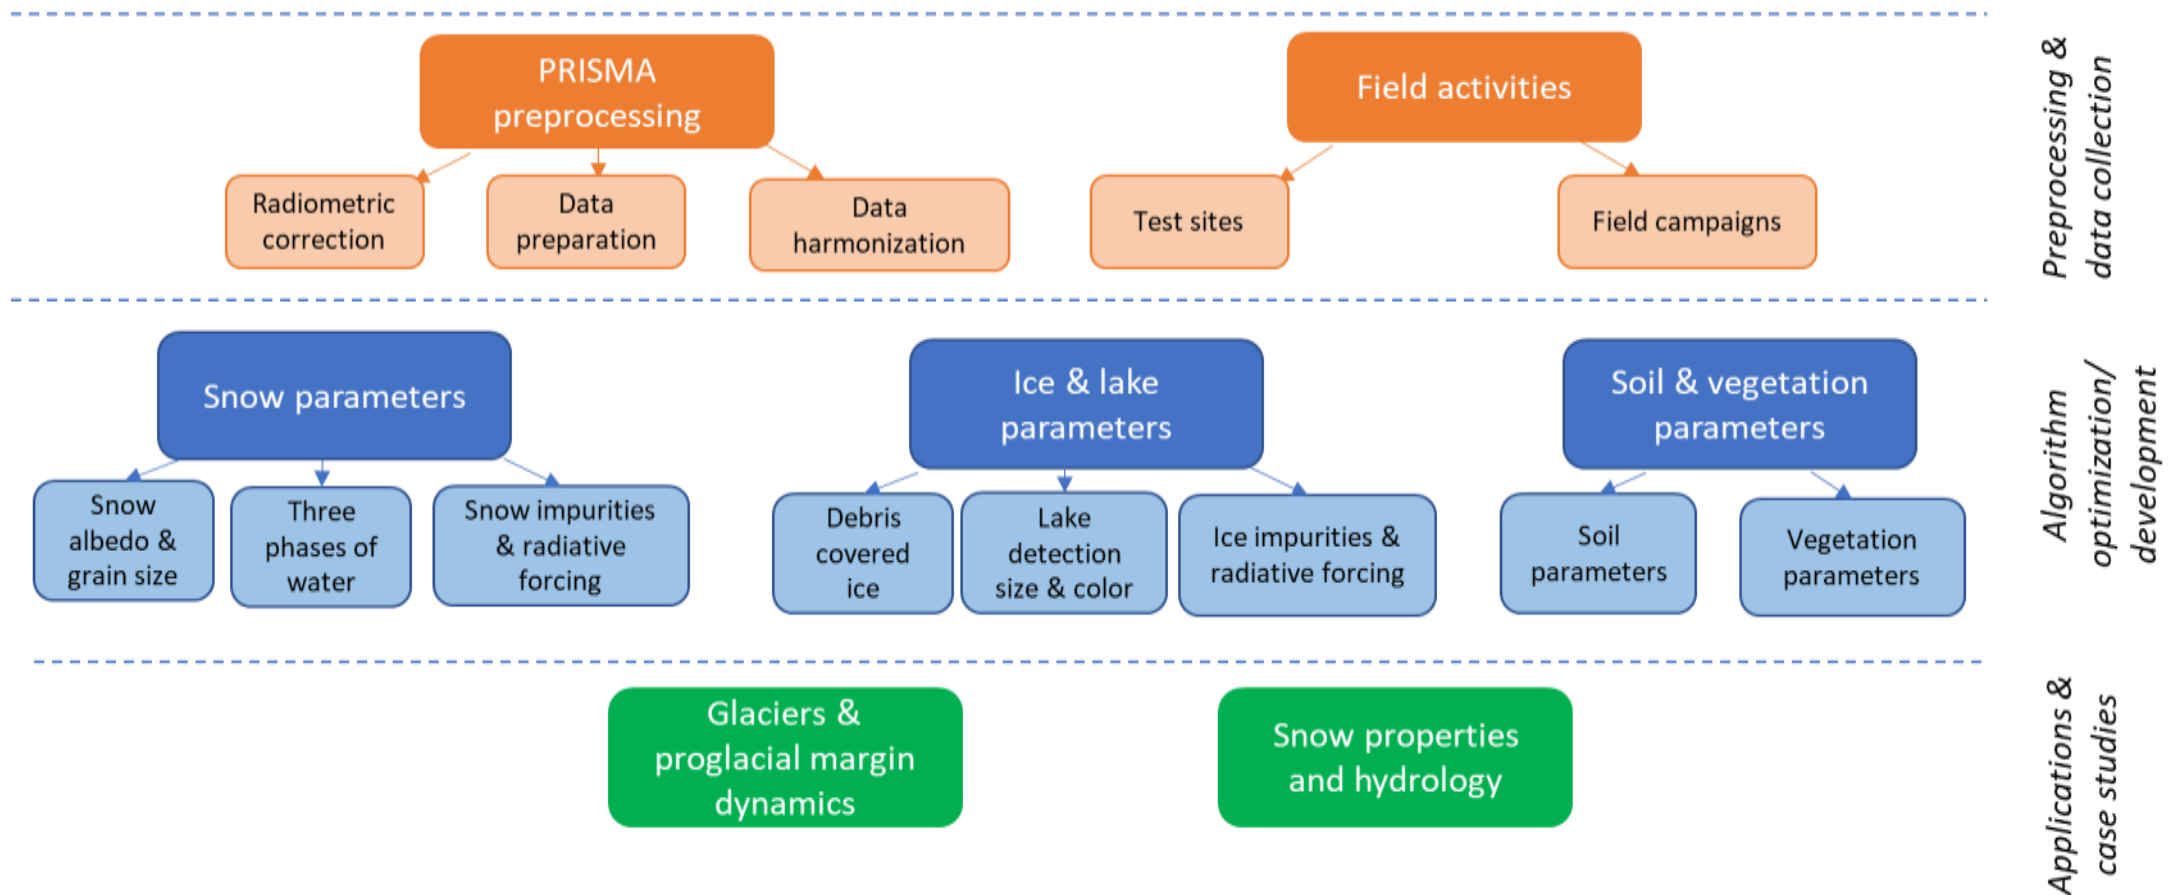 PRISMA
preprocessing
Field activities
Radiometric
correction
Data
preparation
Data
harmonization
Test sites
Field campaigns
Preprocessing &
data collection
Snow parameters
Ice & lake
parameters
Soil & vegetation
parameters
Snow
albedo &
grain size
Three
phases of
water
Snow impurities
& radiative
forcing
Debris
covered
ice
Lake
detection
size & color
Ice impurities &
radiative forcing
Soil
parameters
Vegetation
parameters
Algorithm
optimization/
development
Glaciers &
proglacial margin
dynamics
Snow properties
and hydrology
Applications &
case studies